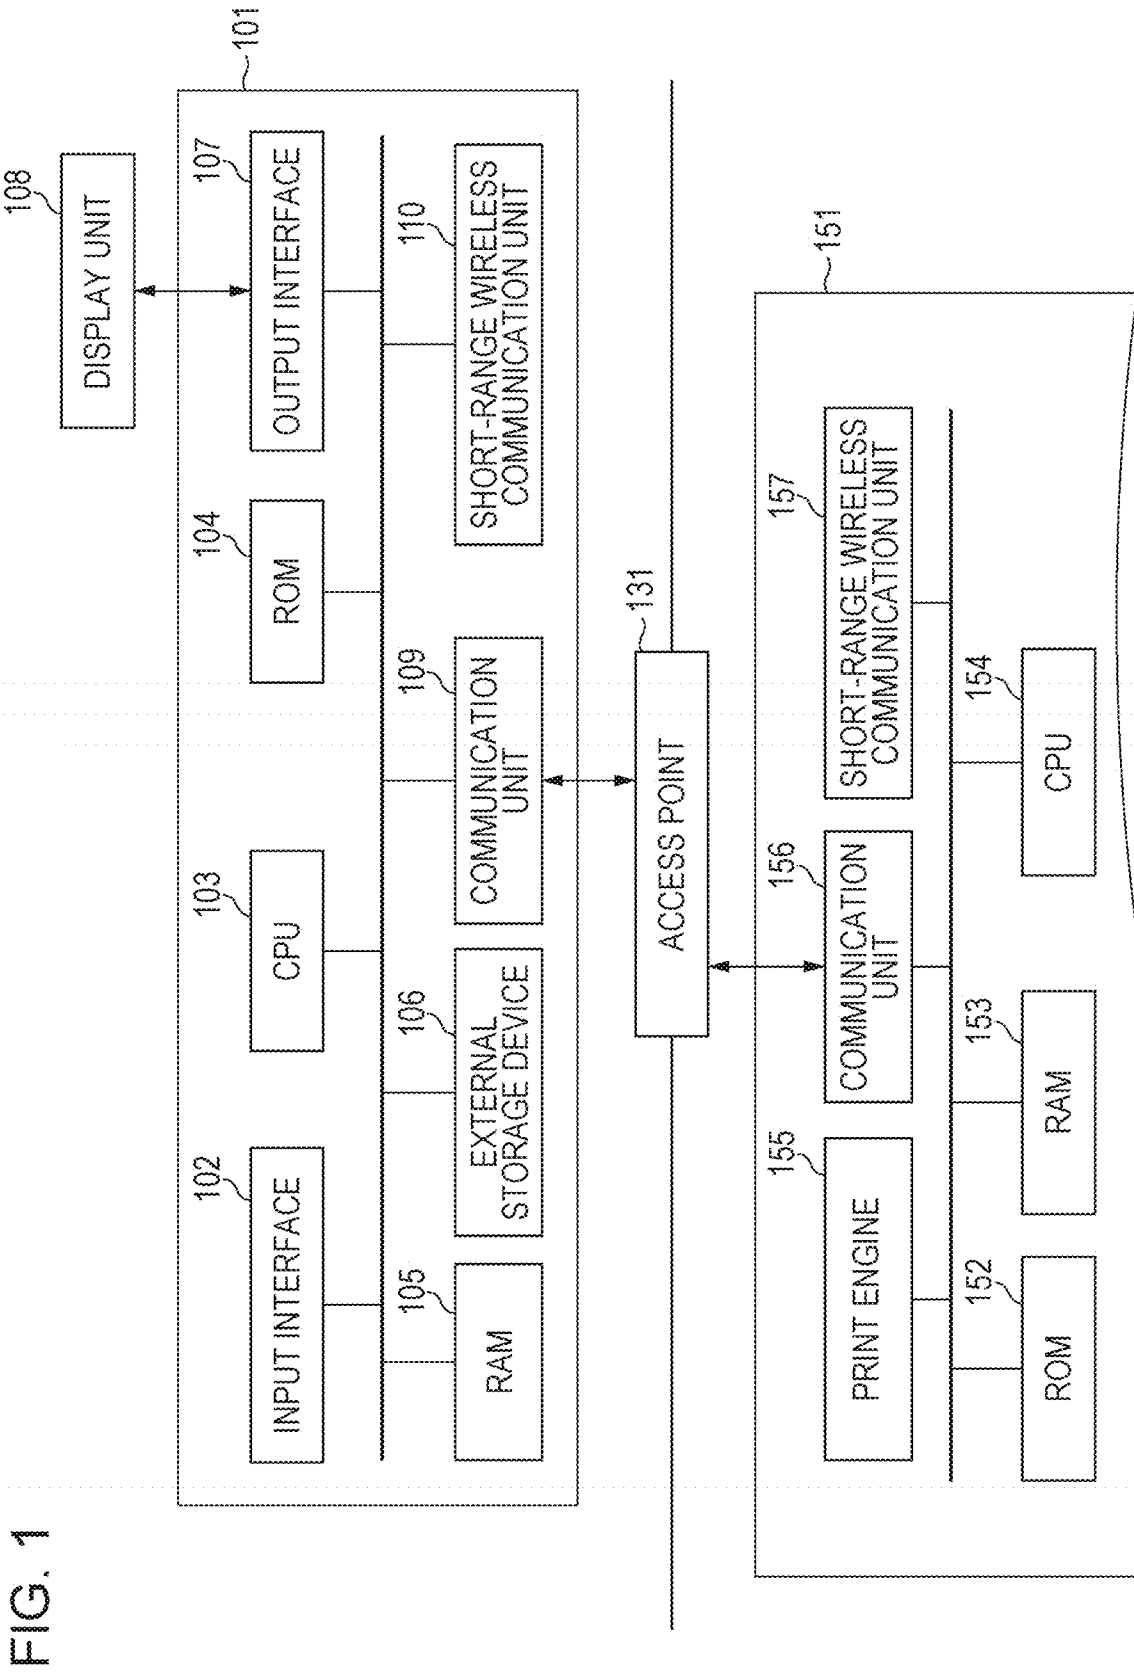 FIG. 1
108
DISPLAY UNIT
101
102
INPUT INTERFACE
103
CPU
104
ROM
107
OUTPUT INTERFACE
105
RAM
106
EXTERNAL
STORAGE DEVICE
109
COMMUNICATION
UNIT
110
SHORT-RANGE WIRELESS
COMMUNICATION UNIT
131
ACCESS POINT
151
155
PRINT ENGINE
156
COMMUNICATION
UNIT
157
SHORT-RANGE WIRELESS
COMMUNICATION UNIT
152
ROM
153
RAM
154
CPU